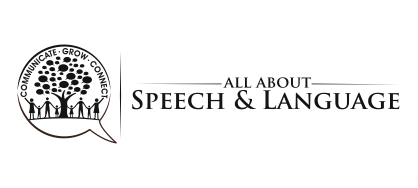 COMMUNICATE · GROW · CONNECT
ALL ABOUT
SPEECH & LANGUAGE